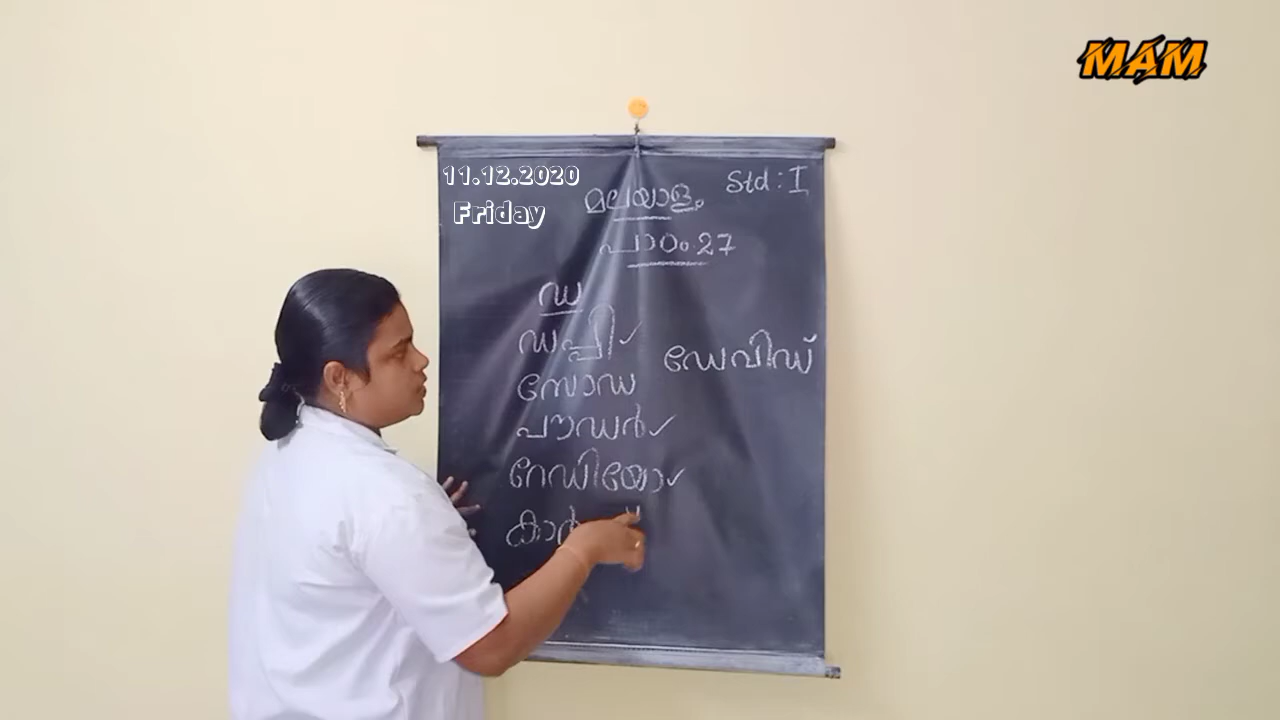 MAM
11.12.2020
Friday
Std : I
മലയാളം
പാഠം 27
ഡ
ഡപ്പി ✓
ഡേവിഡ്
സോഡ
പൗഡർ ✓
റേഡിയോ ✓